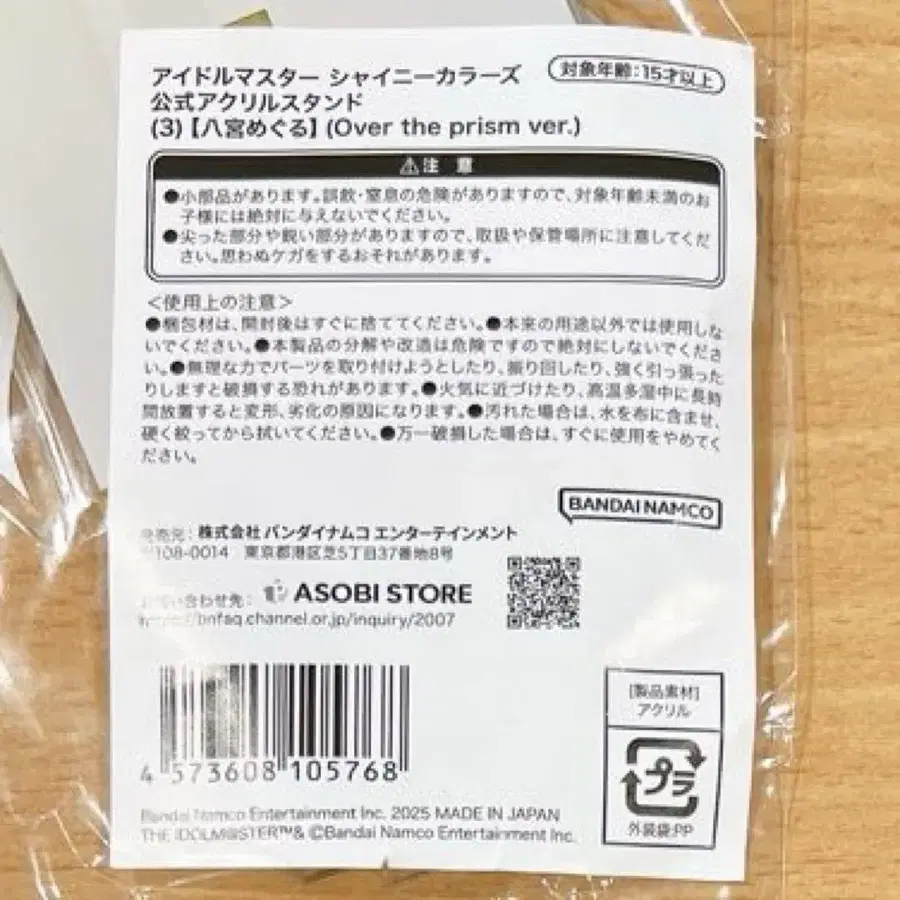 アイドルマスター シャイニーカラーズ
対象年齢:15才以上
公式アクリルスタンド
(3)【八宮めぐる】(Over the prism ver.)
⚠注 意
●小部品があります。誤飲・窒息の危険がありますので、対象年齢未満のお
子様には絶対に与えないでください。
●尖った部分や鋭い部分がありますので、取扱や保管場所に注意してくだ
さい。思わぬケガをするおそれがあります。
<使用上の注意>
●梱包材は、開封後はすぐに捨ててください。●本来の用途以外では使用しな
いでください。●本製品の分解や改造は危険ですので絶対にしないでくださ
い。●無理な力でパーツを取り付けようとしたり、振り回したり、強く引っ張った
りしますと破損する恐れがあります。●火気に近づけたり、高温多湿中に長時
間放置すると変形、劣化の原因になります。●汚れた場合は、水を布に含ませ、
硬く絞ってから拭いてください。●万一破損した場合は、すぐに使用をやめてく
ださい。
BANDAI NAMCO
発売元: 株式会社 バンダイナムコ エンターテインメント
〒108-0014 東京都港区芝5丁目37番地8号
お問い合わせ先: ASOBI STORE
https://bnfaq.channel.or.jp/inquiry/2007
4 573608 105768
[製品素材]
アクリル
プラ
外装袋:PP
Bandai Namco Entertainment Inc. 2025 MADE IN JAPAN
THE IDOLM@STER™& ©Bandai Namco Entertainment Inc.